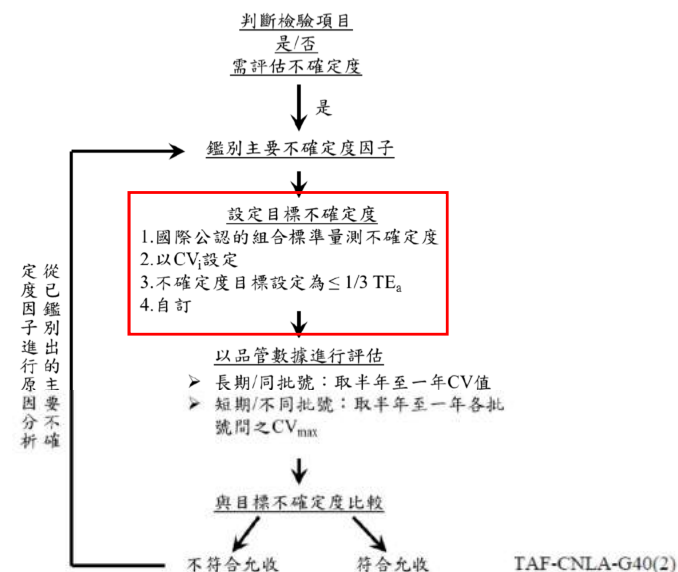 判斷檢驗項目
是/否
需評估不確定度
是
鑑別主要不確定度因子
設定目標不確定度
1.國際公認的組合標準量測不確定度
2.以CVi設定
3.不確定度目標設定為≤ 1/3 TEa
4.自訂
以品管數據進行評估
➢ 長期/同批號：取半年至一年CV值
➢ 短期/不同批號：取半年至一年各批
號間之CVmax
與目標不確定度比較
不符合允收
符合允收
從已鑑別出的主要不確
定度因子進行原因分析
TAF-CNLA-G40(2)